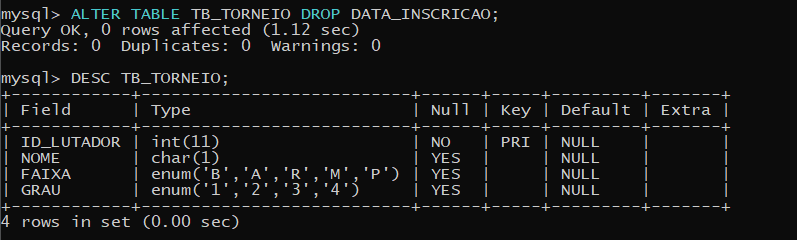 mysql> ALTER TABLE TB_TORNEIO DROP DATA_INSCRICAO;
Query OK, 0 rows affected (1.12 sec)
Records: 0  Duplicates: 0  Warnings: 0
mysql> DESC TB_TORNEIO;
+------------+---------------------------+------+-----+---------+-------+
| Field      | Type                      | Null | Key | Default | Extra |
+------------+---------------------------+------+-----+---------+-------+
| ID_LUTADOR | int(11)                   | NO   | PRI | NULL    |       |
| NOME       | char(1)                   | YES  |     | NULL    |       |
| FAIXA      | enum('B','A','R','M','P') | YES  |     | NULL    |       |
| GRAU       | enum('1','2','3','4')     | YES  |     | NULL    |       |
+------------+---------------------------+------+-----+---------+-------+
4 rows in set (0.00 sec)